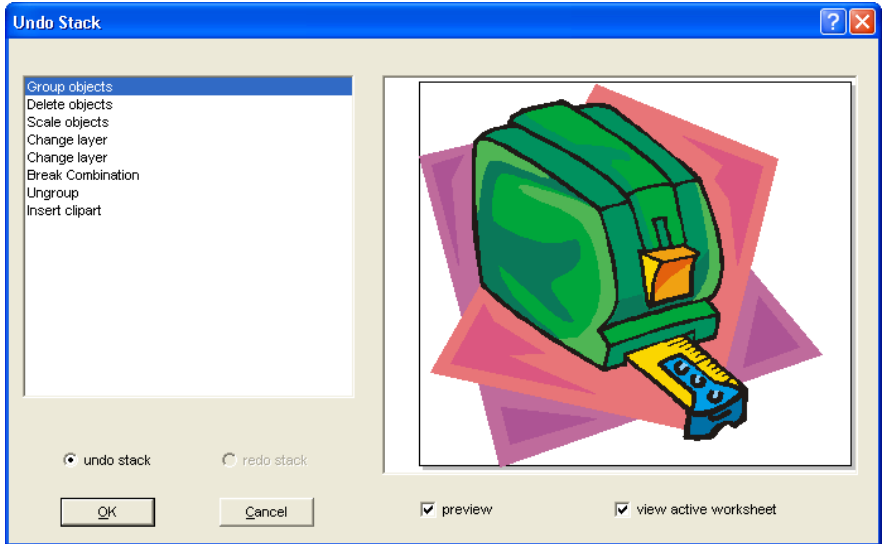 Undo Stack
Group objects
Delete objects
Scale objects
Change layer
Change layer
Break Combination
Ungroup
Insert clipart
undo stack
redo stack
OK
Cancel
preview
view active worksheet